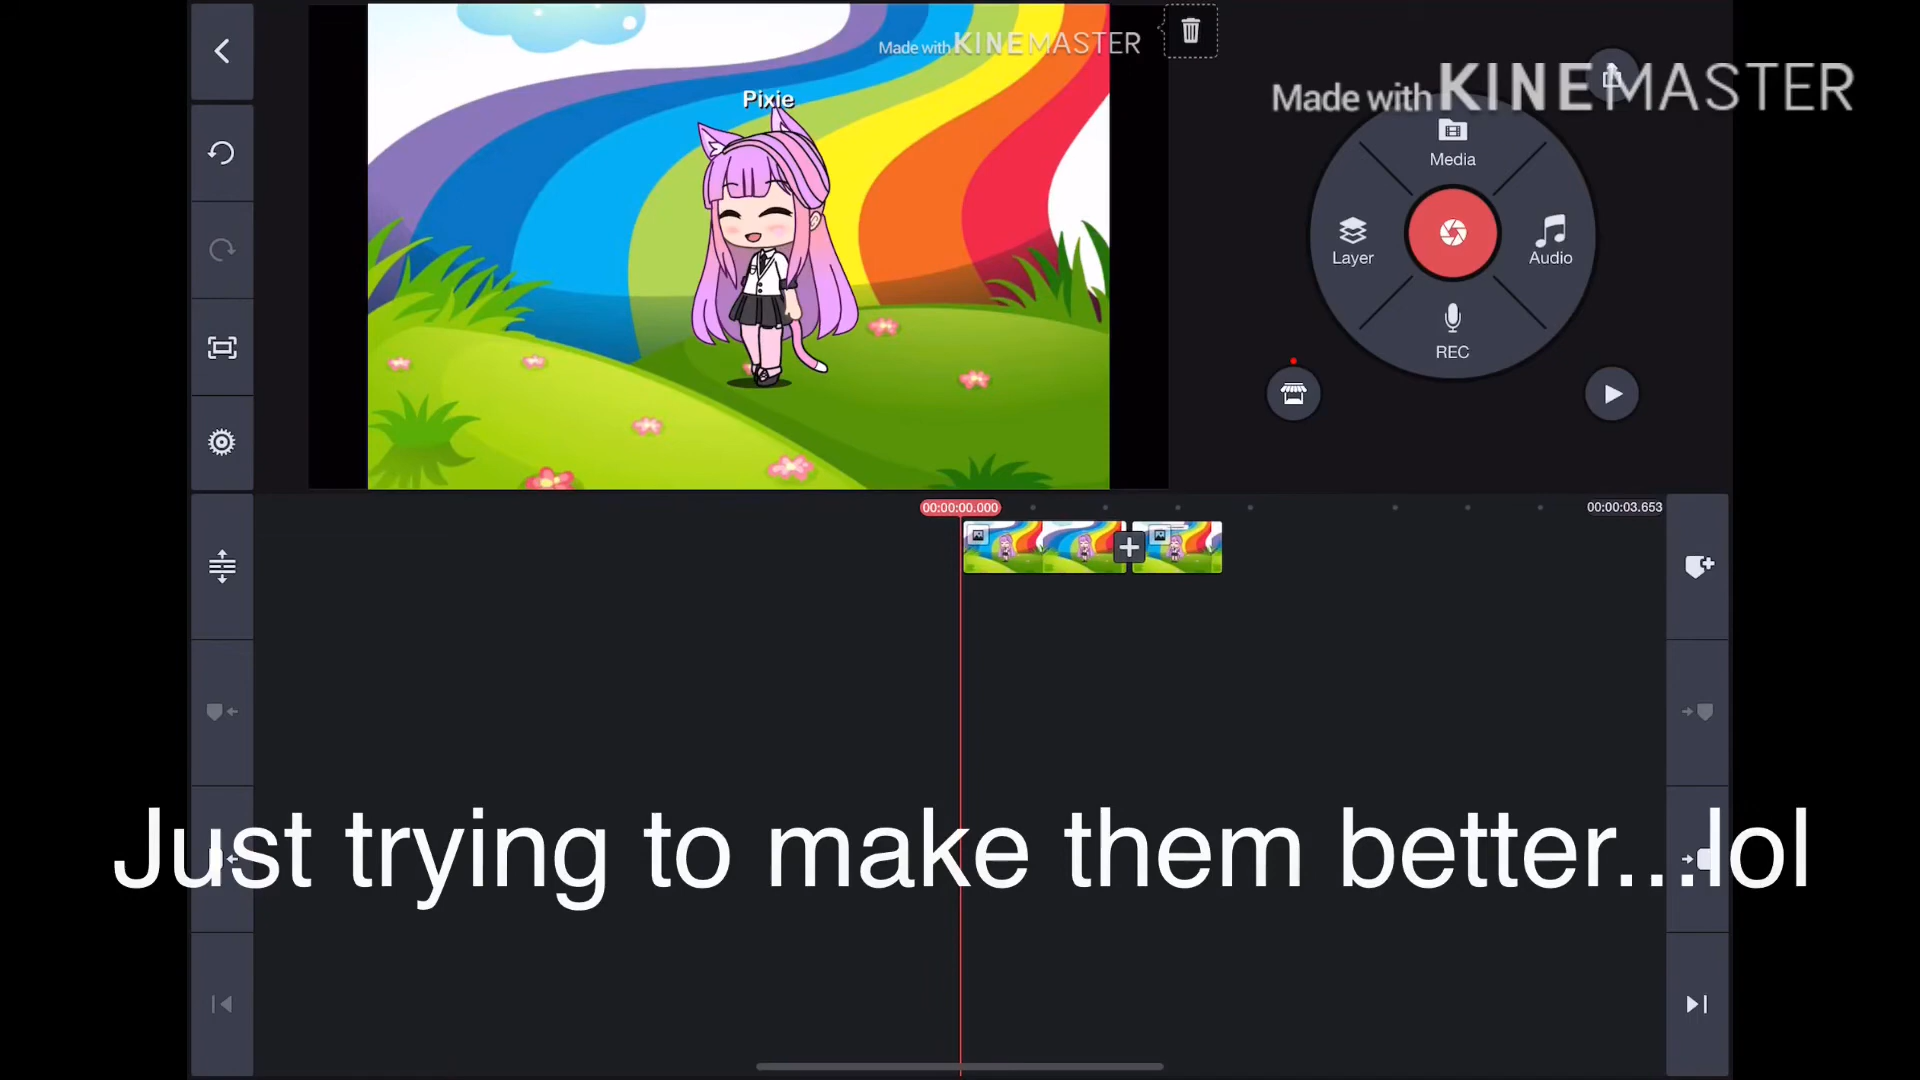 Made with KINEMASTER
Made with KINEMASTER
Pixie
Media
Layer
Audio
REC
00:00:00.000
00:00:03.653
Just trying to make them better...lol